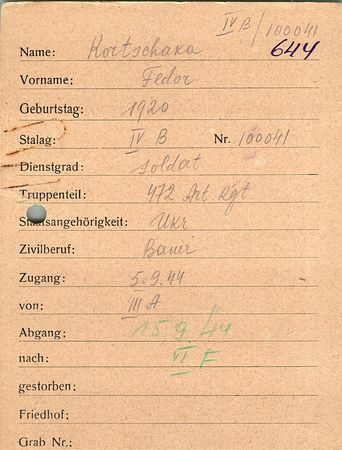 IV B / 100041
Name: Kortschaka 644
Vorname: Fedor
Geburtstag: 1920
Stalag: IV B Nr. 100041
Dienstgrad: Soldat
Truppenteil: 472 Art Rgt
Staatsangehörigkeit: Ukr
Zivilberuf: Bauer
Zugang: 5.9.44
von: III A
Abgang: 15.9.44
nach: VI F
gestorben:
Friedhof:
Grab Nr.: